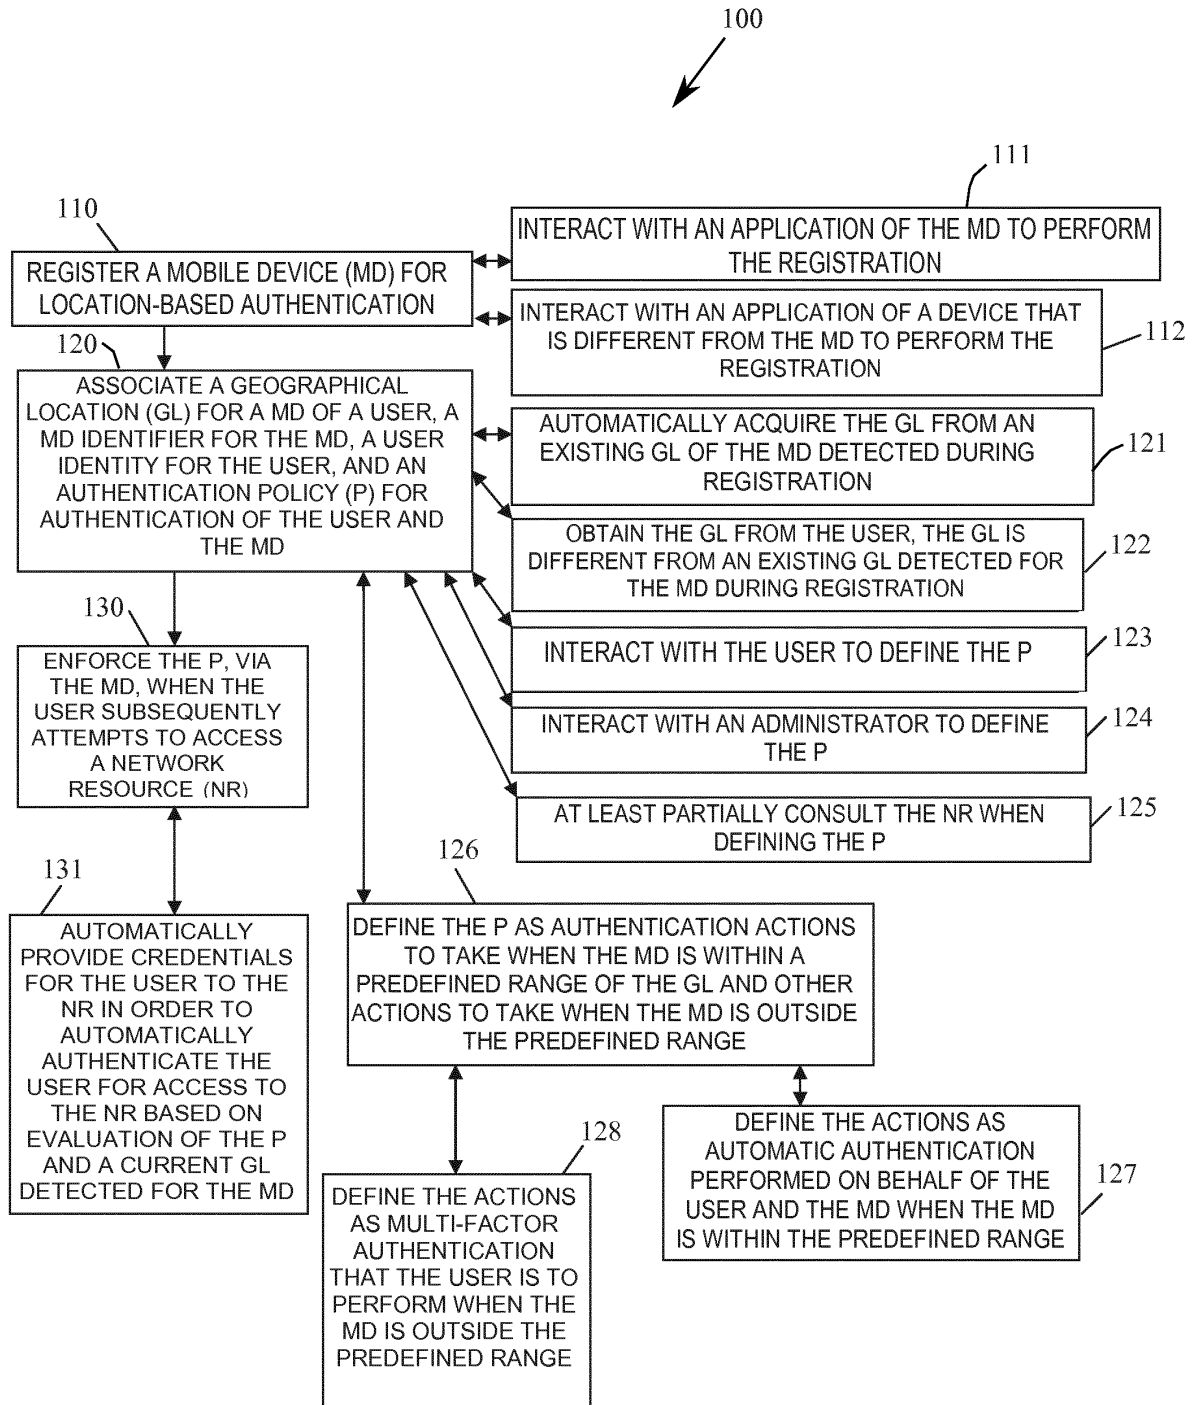 100
111
110
INTERACT WITH AN APPLICATION OF THE MD TO PERFORM
THE REGISTRATION
REGISTER A MOBILE DEVICE (MD) FOR
LOCATION-BASED AUTHENTICATION
INTERACT WITH AN APPLICATION OF A DEVICE THAT
IS DIFFERENT FROM THE MD TO PERFORM THE
REGISTRATION
112
120
ASSOCIATE A GEOGRAPHICAL
LOCATION (GL) FOR A MD OF A USER, A
MD IDENTIFIER FOR THE MD, A USER
IDENTITY FOR THE USER, AND AN
AUTHENTICATION POLICY (P) FOR
AUTHENTICATION OF THE USER AND
THE MD
AUTOMATICALLY ACQUIRE THE GL FROM AN
EXISTING GL OF THE MD DETECTED DURING
REGISTRATION
121
OBTAIN THE GL FROM THE USER, THE GL IS
DIFFERENT FROM AN EXISTING GL DETECTED FOR
THE MD DURING REGISTRATION
122
130
INTERACT WITH THE USER TO DEFINE THE P
123
ENFORCE THE P, VIA
THE MD, WHEN THE
USER SUBSEQUENTLY
ATTEMPTS TO ACCESS
A NETWORK
RESOURCE (NR)
INTERACT WITH AN ADMINISTRATOR TO DEFINE
THE P
124
AT LEAST PARTIALLY CONSULT THE NR WHEN
DEFINING THE P
125
126
131
DEFINE THE P AS AUTHENTICATION ACTIONS
TO TAKE WHEN THE MD IS WITHIN A
PREDEFINED RANGE OF THE GL AND OTHER
ACTIONS TO TAKE WHEN THE MD IS OUTSIDE
THE PREDEFINED RANGE
AUTOMATICALLY
PROVIDE CREDENTIALS
FOR THE USER TO THE
NR IN ORDER TO
AUTOMATICALLY
AUTHENTICATE THE
USER FOR ACCESS TO
THE NR BASED ON
EVALUATION OF THE P
AND A CURRENT GL
DETECTED FOR THE MD
128
DEFINE THE ACTIONS AS
AUTOMATIC AUTHENTICATION
PERFORMED ON BEHALF OF THE
USER AND THE MD WHEN THE MD
IS WITHIN THE PREDEFINED RANGE
127
DEFINE THE ACTIONS
AS MULTI-FACTOR
AUTHENTICATION
THAT THE USER IS TO
PERFORM WHEN THE
MD IS OUTSIDE THE
PREDEFINED RANGE